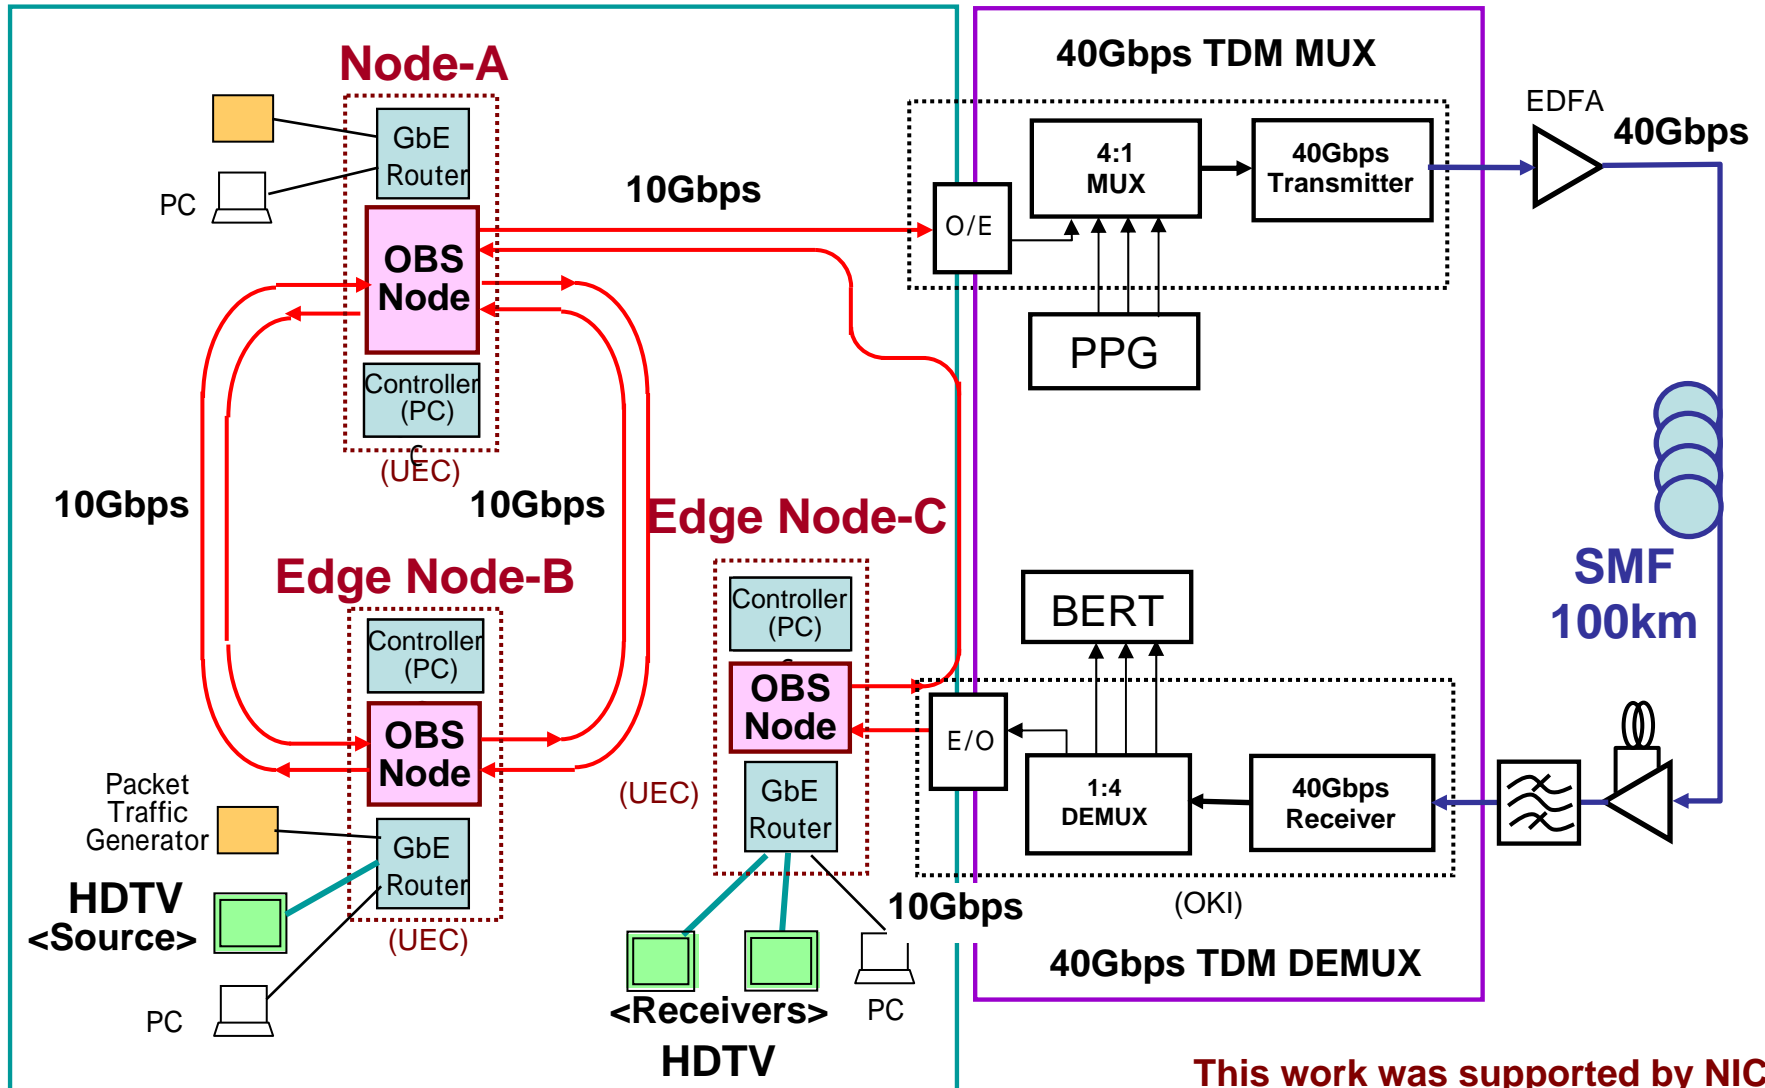 Node-A
GbE
Router
PC
OBS
Node
Controller
(PC)
(UEC)
10Gbps
40Gbps TDM MUX
EDFA
40Gbps
4:1
MUX
40Gbps
Transmitter
O/E
PPG
10Gbps
10Gbps
Edge Node-B
Controller
(PC)
OBS
Node
Packet
Traffic
Generator
GbE
Router
HDTV
<Source>
(UEC)
PC
Edge Node-C
Controller
(PC)
OBS
Node
(UEC)
GbE
Router
10Gbps
<Receivers>
HDTV
PC
BERT
E/O
1:4
DEMUX
40Gbps
Receiver
(OKI)
40Gbps TDM DEMUX
SMF
100km
This work was supported by NIC